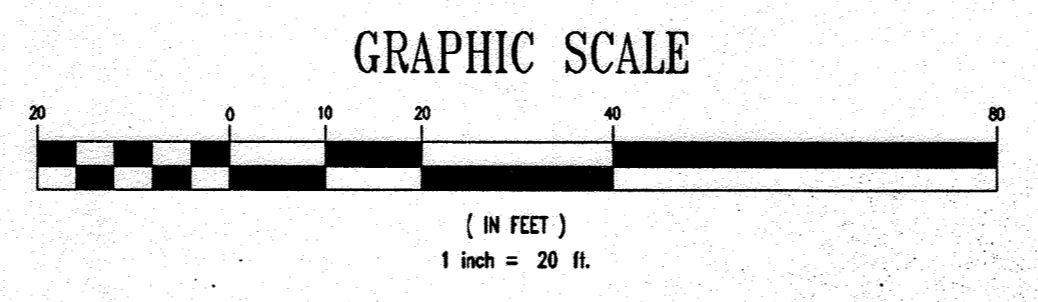 GRAPHIC SCALE
20 0 10 20 40 80
( IN FEET )
1 inch = 20 ft.